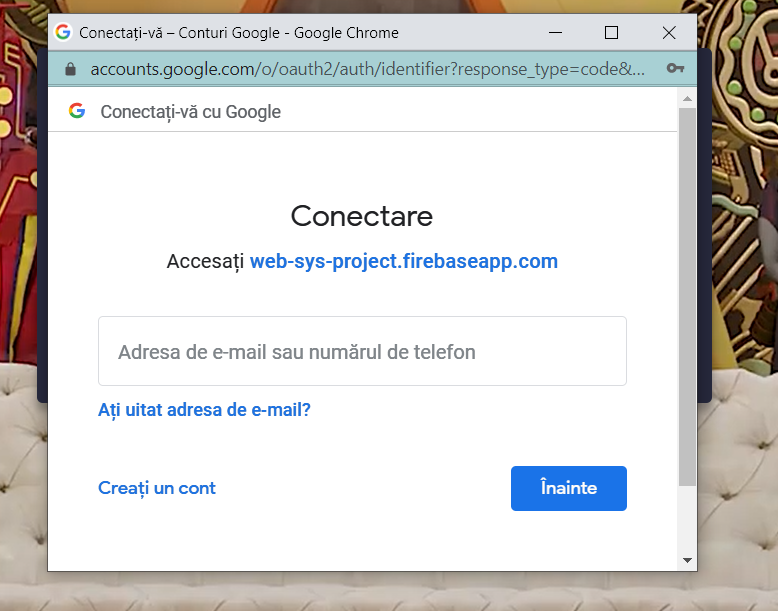 Conectați-vă – Conturi Google - Google Chrome
accounts.google.com/o/oauth2/auth/identifier?response_type=code&...
Conectați-vă cu Google
Conectare
Accesați web-sys-project.firebaseapp.com
Adresa de e-mail sau numărul de telefon
Ați uitat adresa de e-mail?
Creați un cont
Înainte